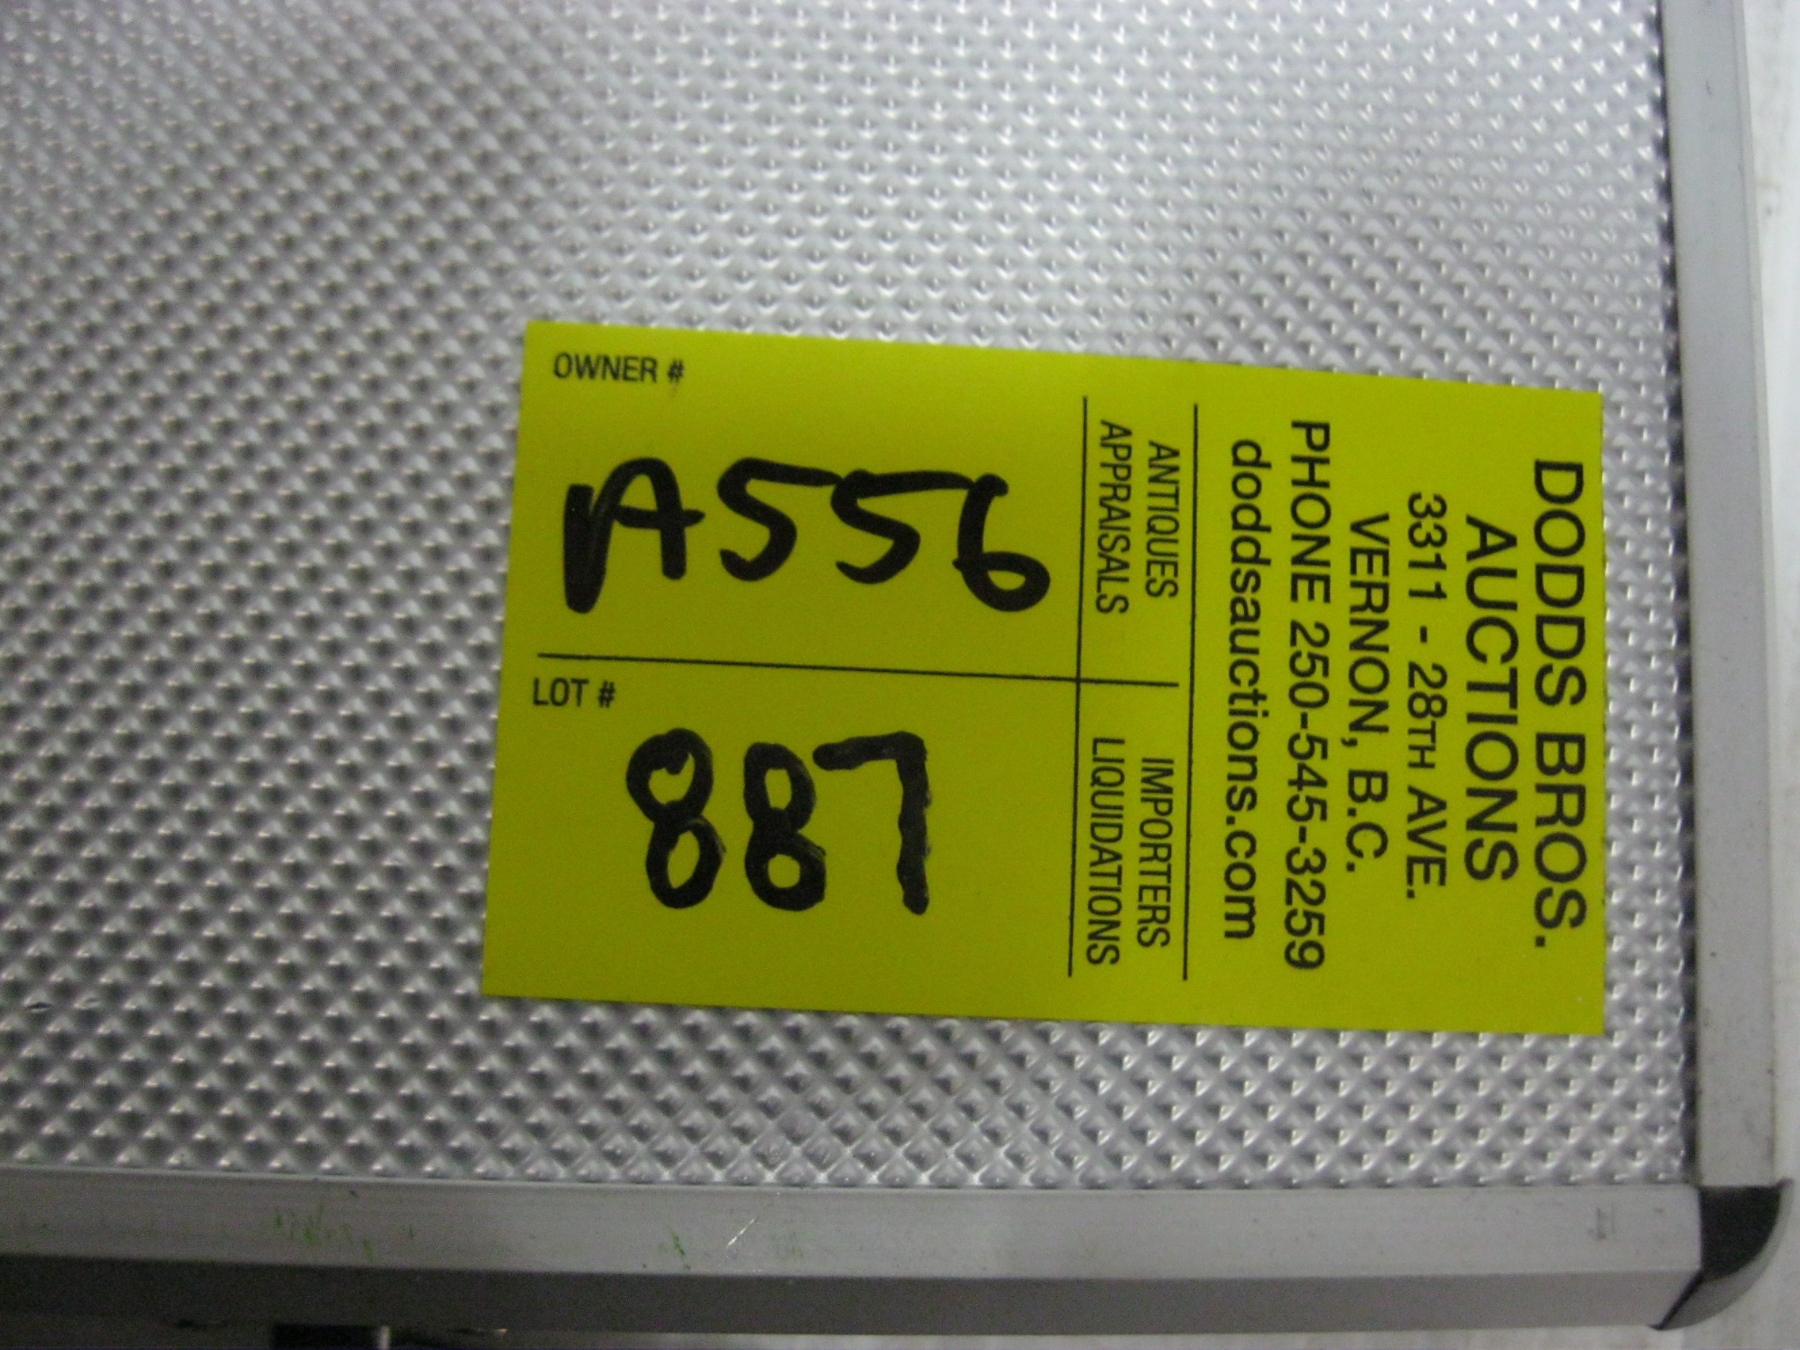 DODDS BROS.
AUCTIONS
3311 - 28TH AVE.
VERNON, B.C.
PHONE 250-545-3259
doddsauctions.com
ANTIQUES
APPRAISALS
IMPORTERS
LIQUIDATIONS
OWNER #
A556
LOT #
887